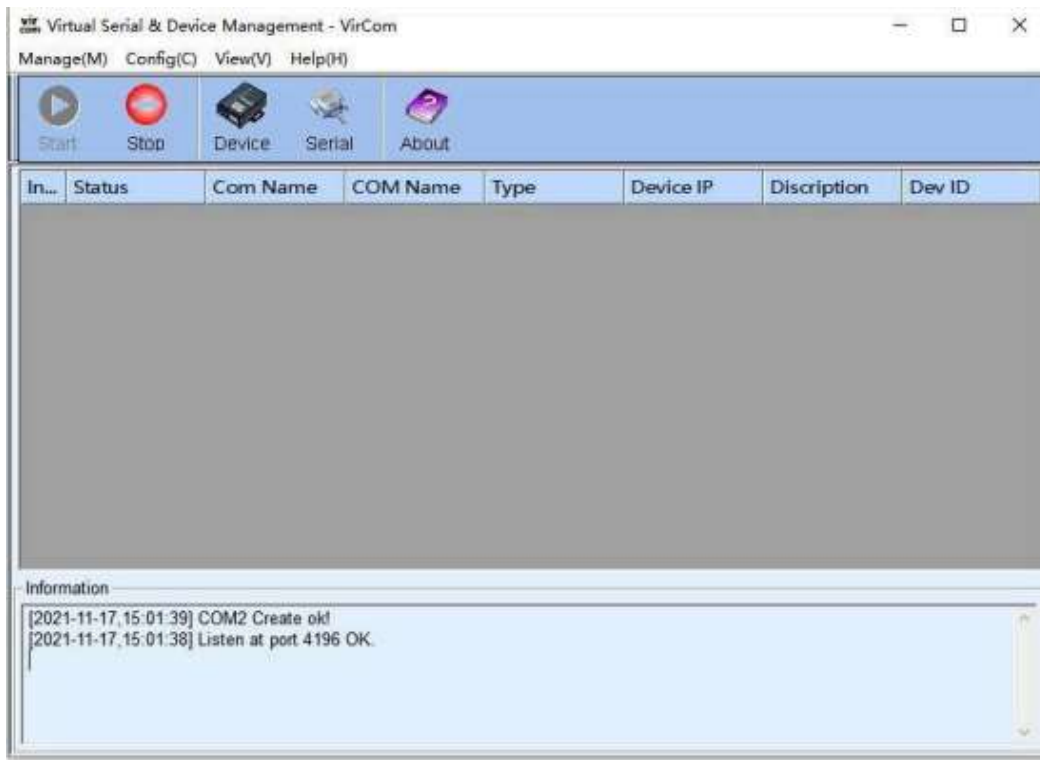 Virtual Serial & Device Management - VirCom
Manage(M) Config(C) View(V) Help(H)
Start Stop Device Serial About
In... Status Com Name COM Name Type Device IP Discription Dev ID
Information
[2021-11-17,15:01:39] COM2 Create ok!
[2021-11-17,15:01:38] Listen at port 4196 OK.